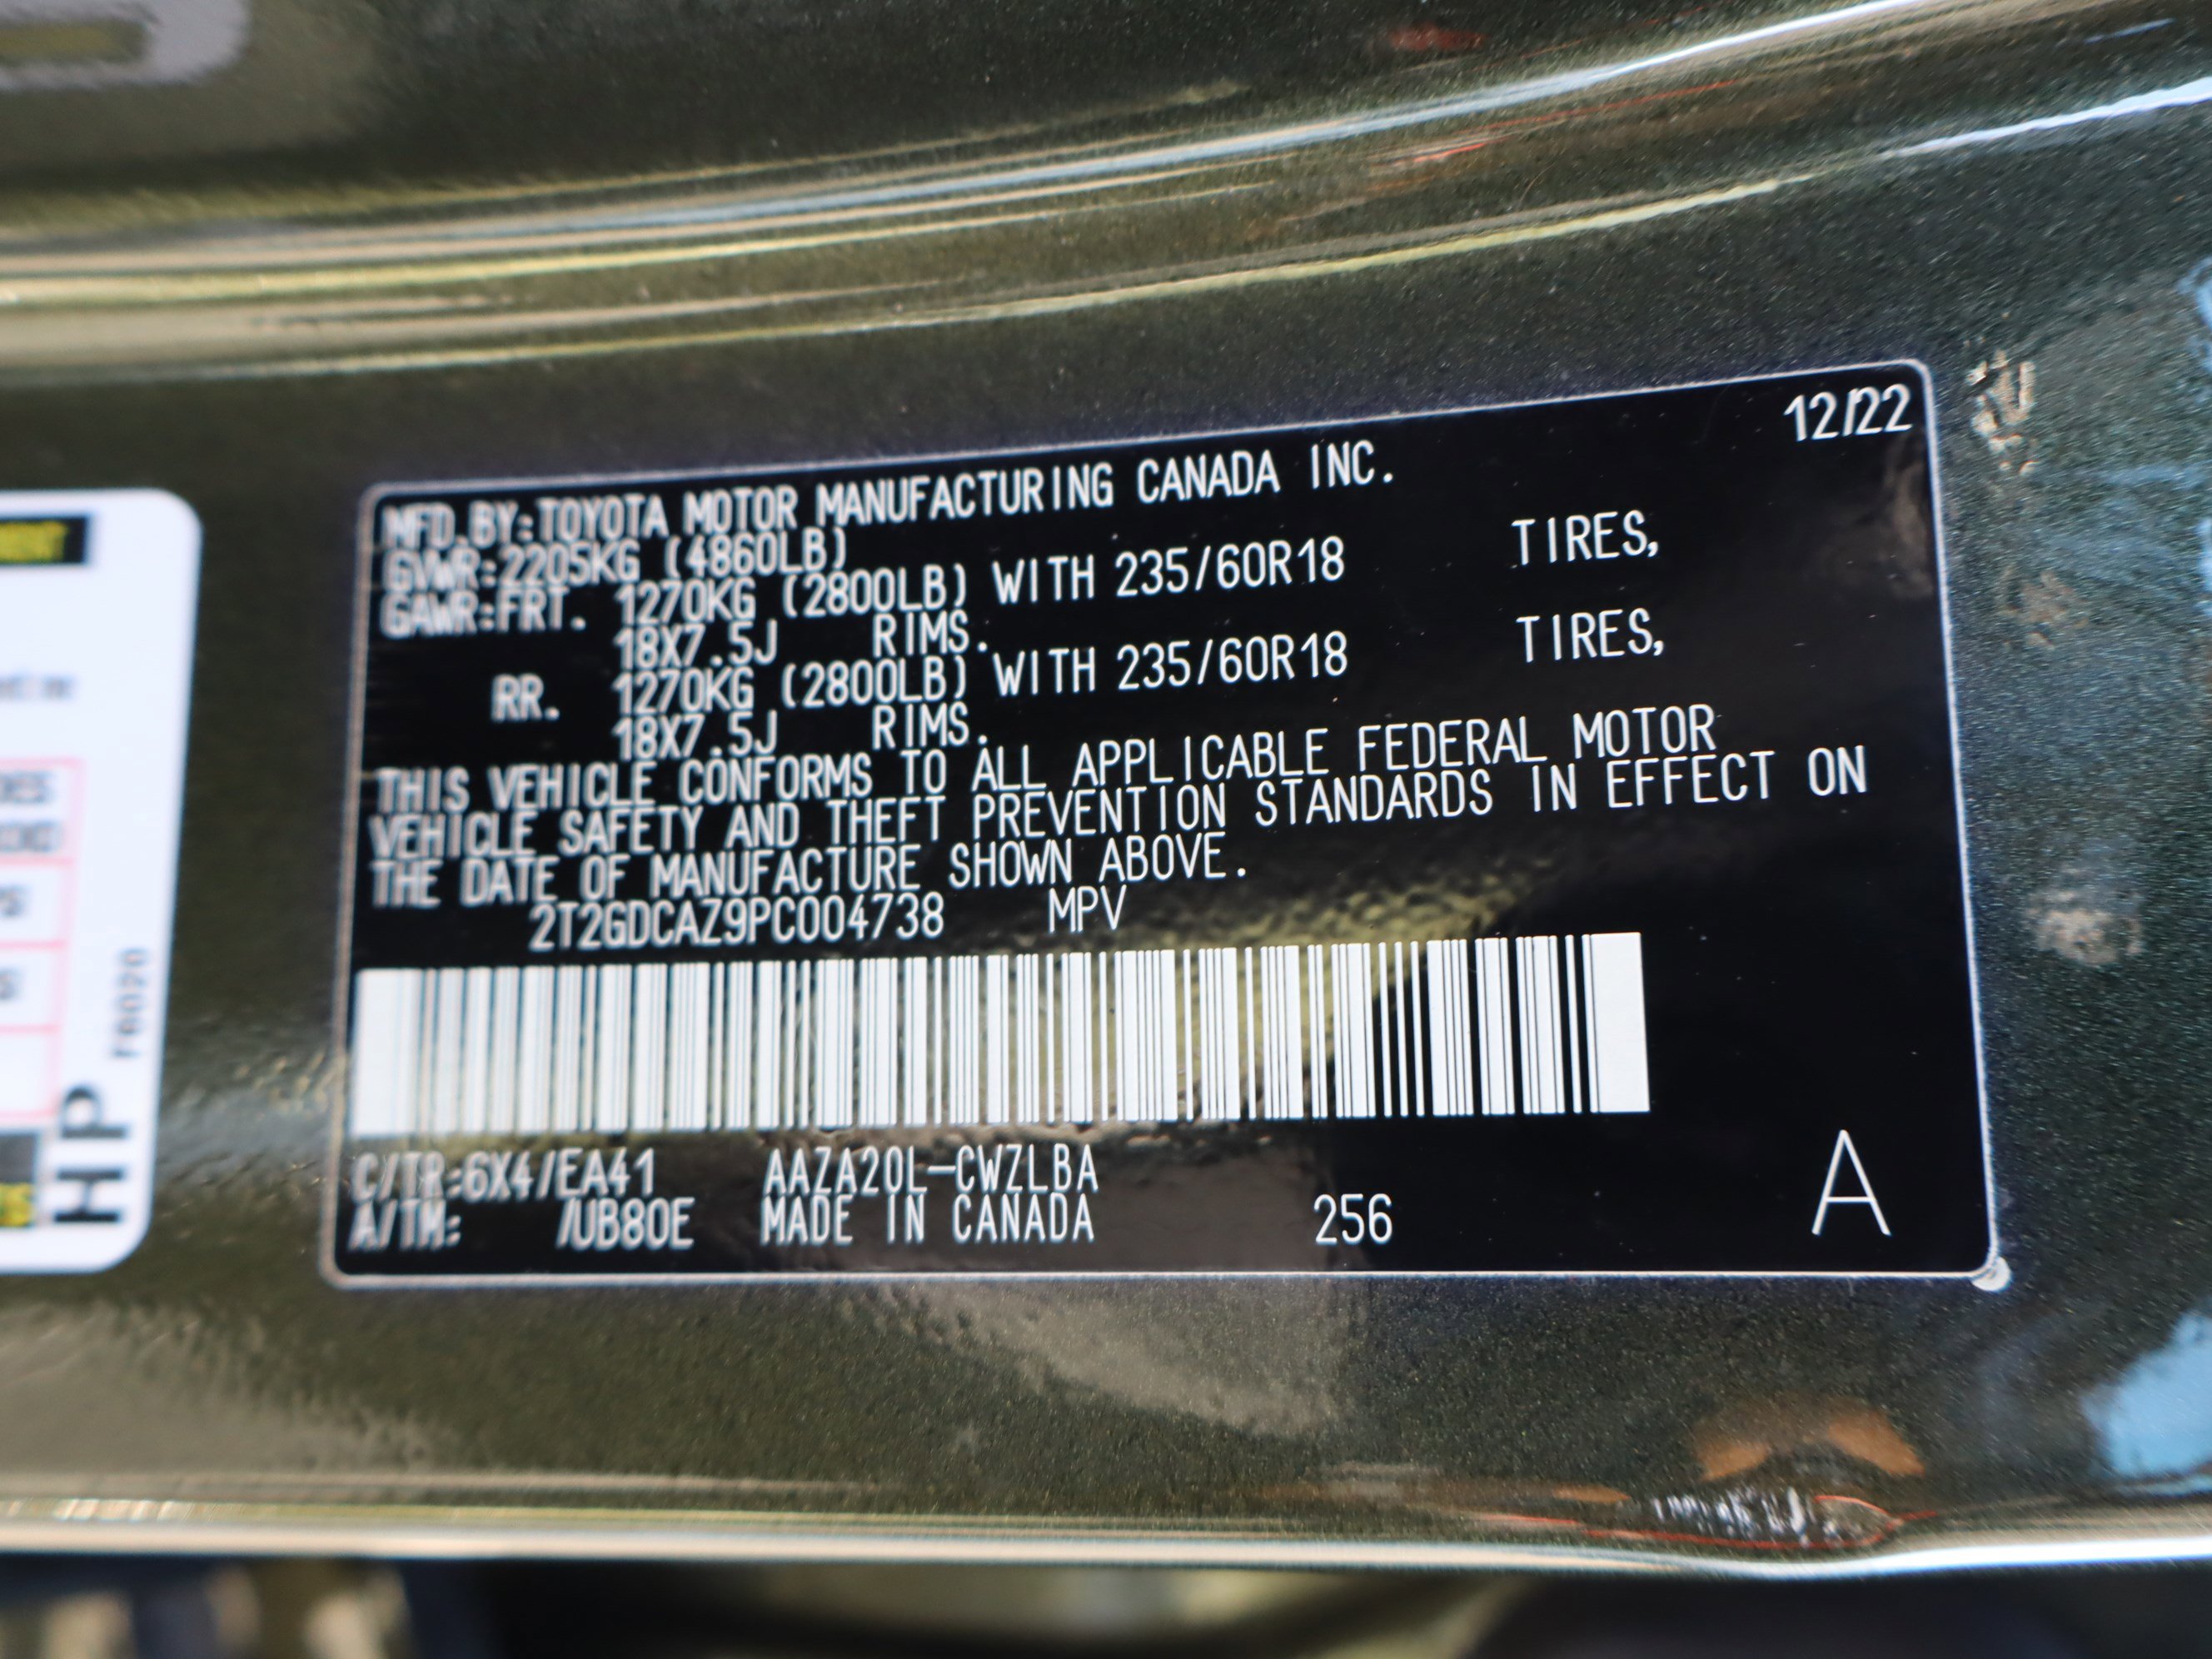 12/22
MFD.BY:TOYOTA MOTOR MANUFACTURING CANADA INC.
GVWR:2205KG (4860LB)
GAWR:FRT. 1270KG (2800LB) WITH 235/60R18 TIRES,
18X7.5J RIMS.
RR. 1270KG (2800LB) WITH 235/60R18 TIRES,
18X7.5J RIMS.
THIS VEHICLE CONFORMS TO ALL APPLICABLE FEDERAL MOTOR
VEHICLE SAFETY AND THEFT PREVENTION STANDARDS IN EFFECT ON
THE DATE OF MANUFACTURE SHOWN ABOVE.
2T2GDCAZ9PC004738 MPV
C/TR:6X4/EA41 AAZA20L-CWZLBA
A/TM: /UB80E MADE IN CANADA 256
A
HP